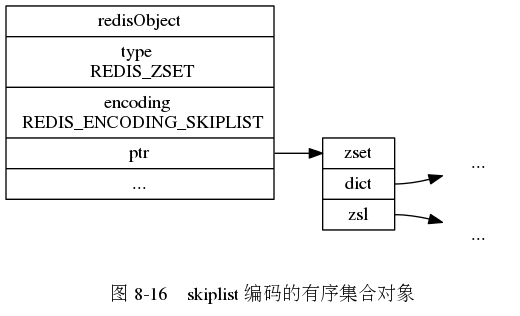 redisObject
type
REDIS_ZSET
encoding
REDIS_ENCODING_SKIPLIST
ptr
...
zset
dict
zsl
...
...
图 8-16 skiplist 编码的有序集合对象